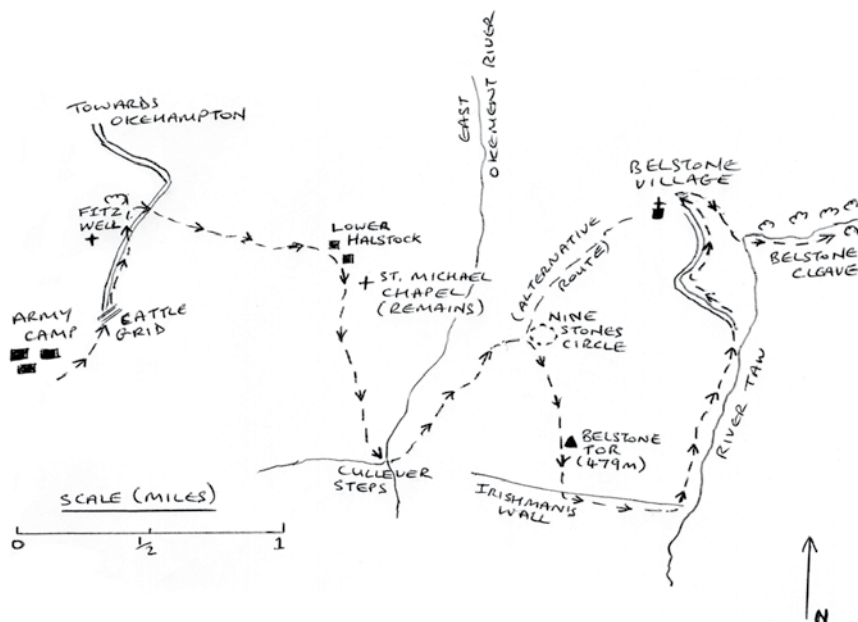 TOWARDS
OKEHAMPTON
FITZ
WELL
ARMY
CAMP
CATTLE
GRID
LOWER
HALSTOCK
ST. MICHAEL
CHAPEL
(REMAINS)
EAST
OKEMENT RIVER
CULLEVER
STEPS
(ALTERNATIVE
ROUTE)
NINE
STONES
CIRCLE
BELSTONE
TOR
(479M)
IRISHMAN'S
WALL
BELSTONE
VILLAGE
BELSTONE
CLEAVE
RIVER TAW
SCALE (MILES)
0 1/2 1
N